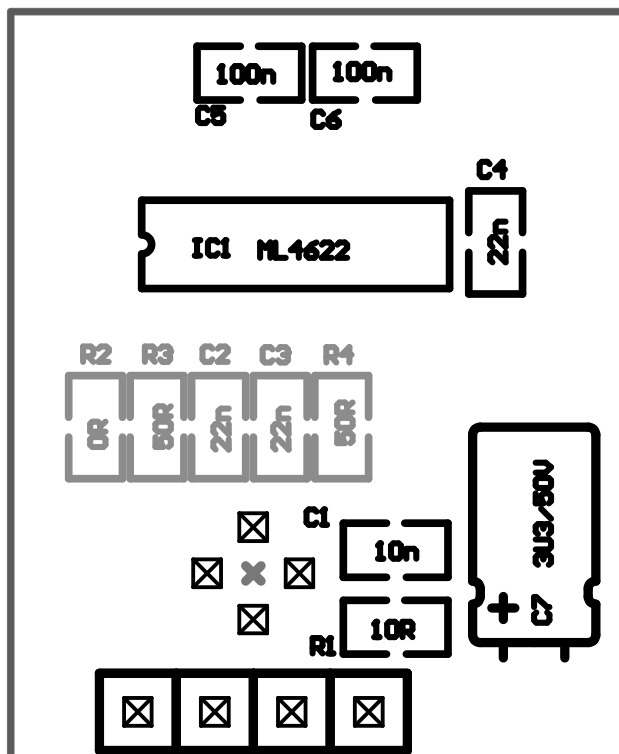 100n 100n
C5 C6
C4
22n
IC1 ML4622
R2 R3 C2 C3 R4
0R 50R 22n 22n 50R
C1
10n
3U3/50V
+ C7
10R
R1